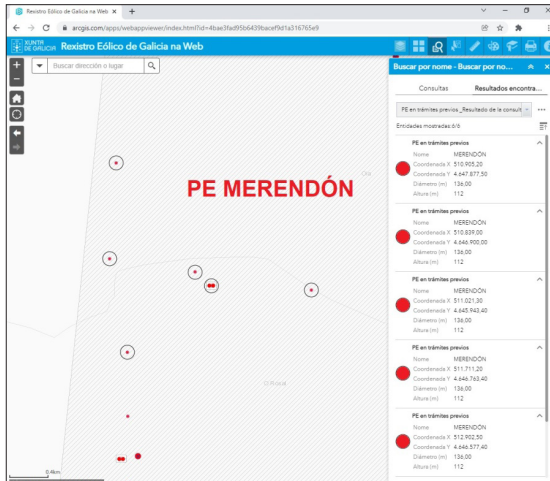 Rexistro Eólico de Galicia na Web
arcgis.com/apps/webappviewer/index.html?id=4bae3fad95b6439bacef9d1a316765e9
XUNTA
DE GALICIA
Rexistro Eólico de Galicia na Web
Buscar por nome - Buscar por no...
Buscar dirección o lugar
Consultas
Resultados encontra...
PE en trámites previos _Resultado de la consult
Entidades mostradas:6/6
PE MERENDÓN
PE en trámites previos
Nome MERENDÓN
Coordenada X 510.905,20
Coordenada Y 4.647.877,50
Diámetro (m) 136,00
Altura (m) 112
PE en trámites previos
Nome MERENDÓN
Coordenada X 510.839,00
Coordenada Y 4.646.900,00
Diámetro (m) 136,00
Altura (m) 112
PE en trámites previos
Nome MERENDÓN
Coordenada X 511.021,30
Coordenada Y 4.645.943,40
Diámetro (m) 136,00
Altura (m) 112
PE en trámites previos
Nome MERENDÓN
Coordenada X 511.711,20
Coordenada Y 4.646.763,40
Diámetro (m) 136,00
Altura (m) 112
PE en trámites previos
Nome MERENDÓN
Coordenada X 512.902,50
Coordenada Y 4.646.577,40
Diámetro (m) 136,00
Altura (m) 112
0.4km